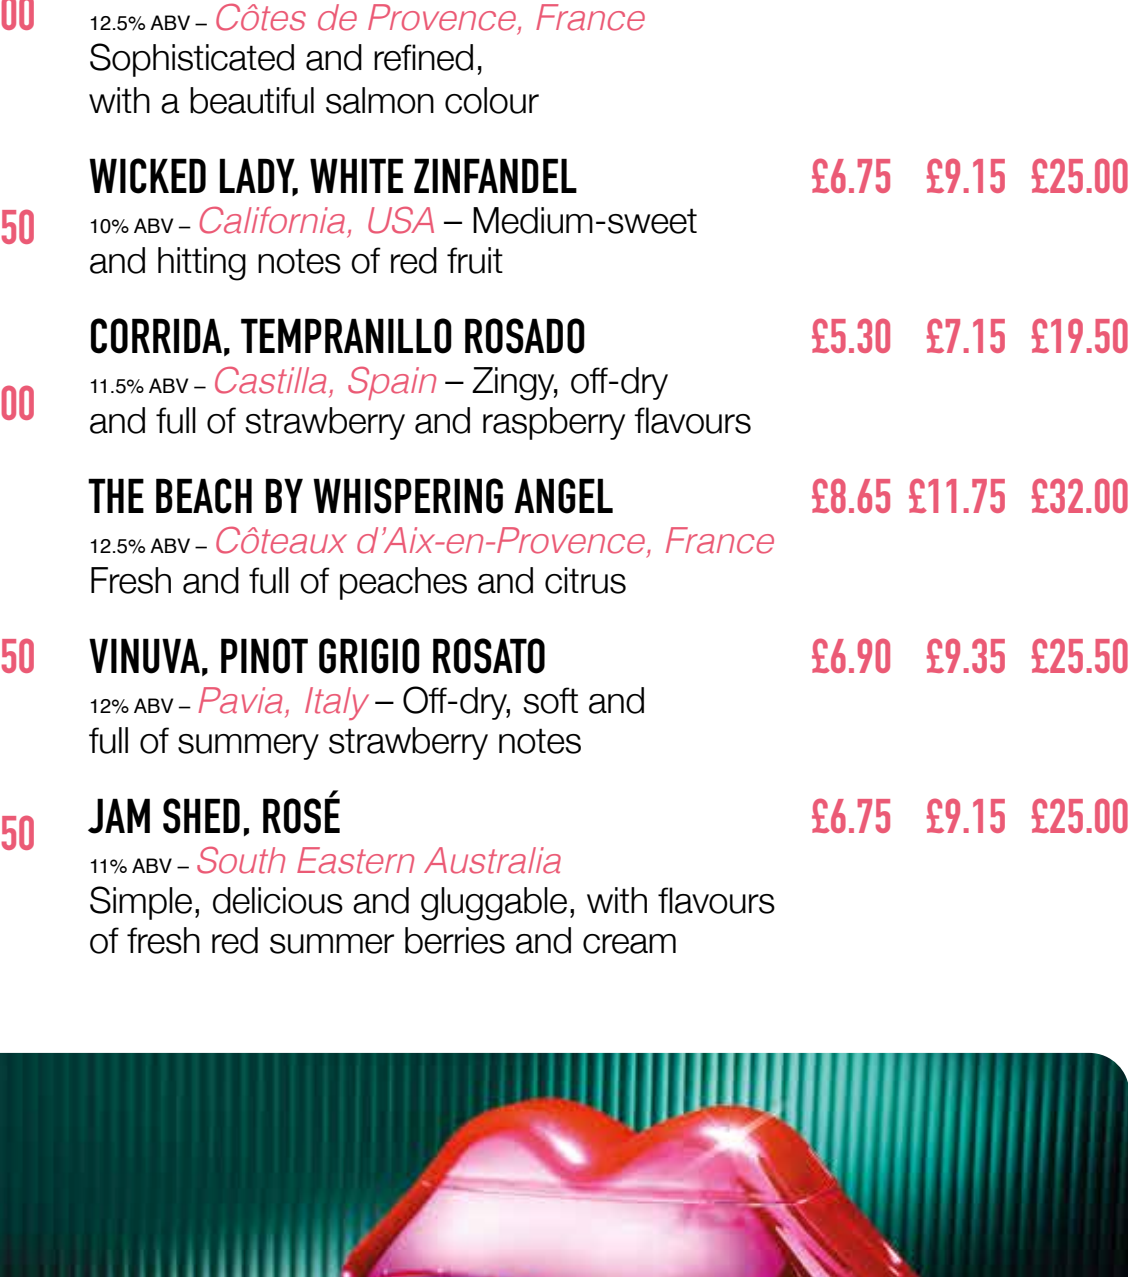 00
12.5% ABV – Côtes de Provence, France
Sophisticated and refined,
with a beautiful salmon colour
WICKED LADY, WHITE ZINFANDEL £6.75 £9.15 £25.00
50
10% ABV – California, USA – Medium-sweet
and hitting notes of red fruit
CORRIDA, TEMPRANILLO ROSADO £5.30 £7.15 £19.50
11.5% ABV – Castilla, Spain – Zingy, off-dry
00
and full of strawberry and raspberry flavours
THE BEACH BY WHISPERING ANGEL £8.65 £11.75 £32.00
12.5% ABV – Côteaux d’Aix-en-Provence, France
Fresh and full of peaches and citrus
50
VINUVA, PINOT GRIGIO ROSATO £6.90 £9.35 £25.50
12% ABV – Pavia, Italy – Off-dry, soft and
full of summery strawberry notes
50
JAM SHED, ROSÉ £6.75 £9.15 £25.00
11% ABV – South Eastern Australia
Simple, delicious and gluggable, with flavours
of fresh red summer berries and cream